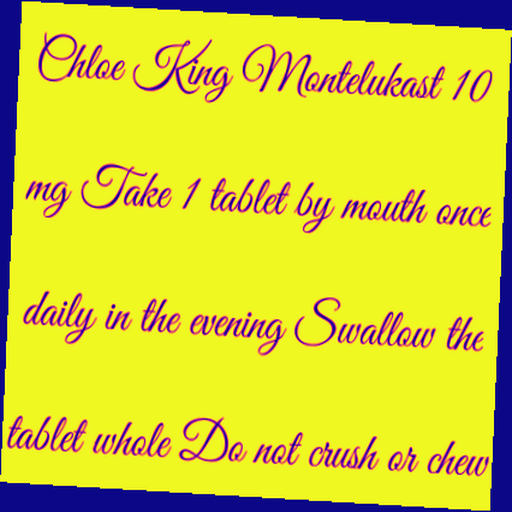 Chloe King Montelukast 10
mg Take 1 tablet by mouth once
daily in the evening Swallow the
tablet whole Do not crush or chew